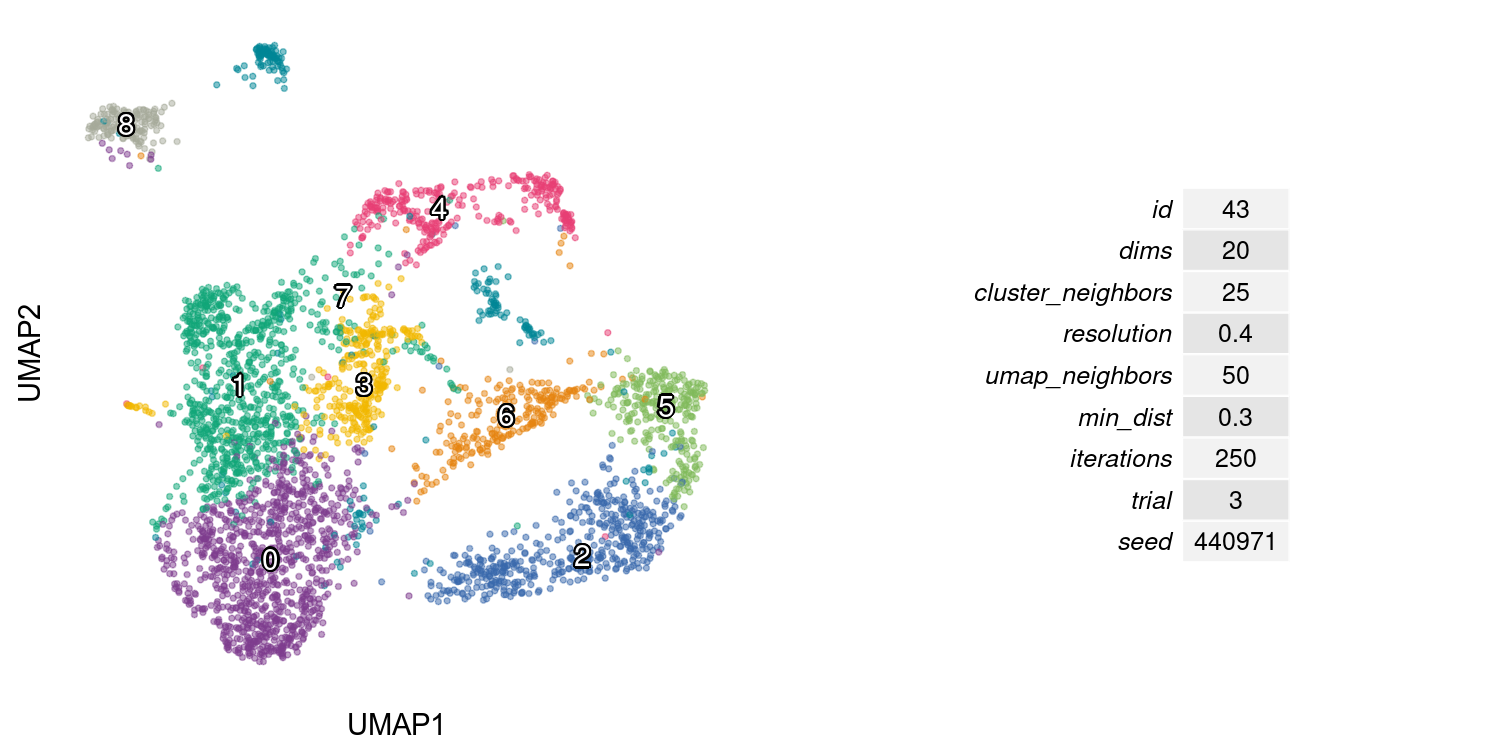 8
4
7
1
3
6
5
0
2
UMAP2
UMAP1
id 43
dims 20
cluster_neighbors 25
resolution 0.4
umap_neighbors 50
min_dist 0.3
iterations 250
trial 3
seed 440971